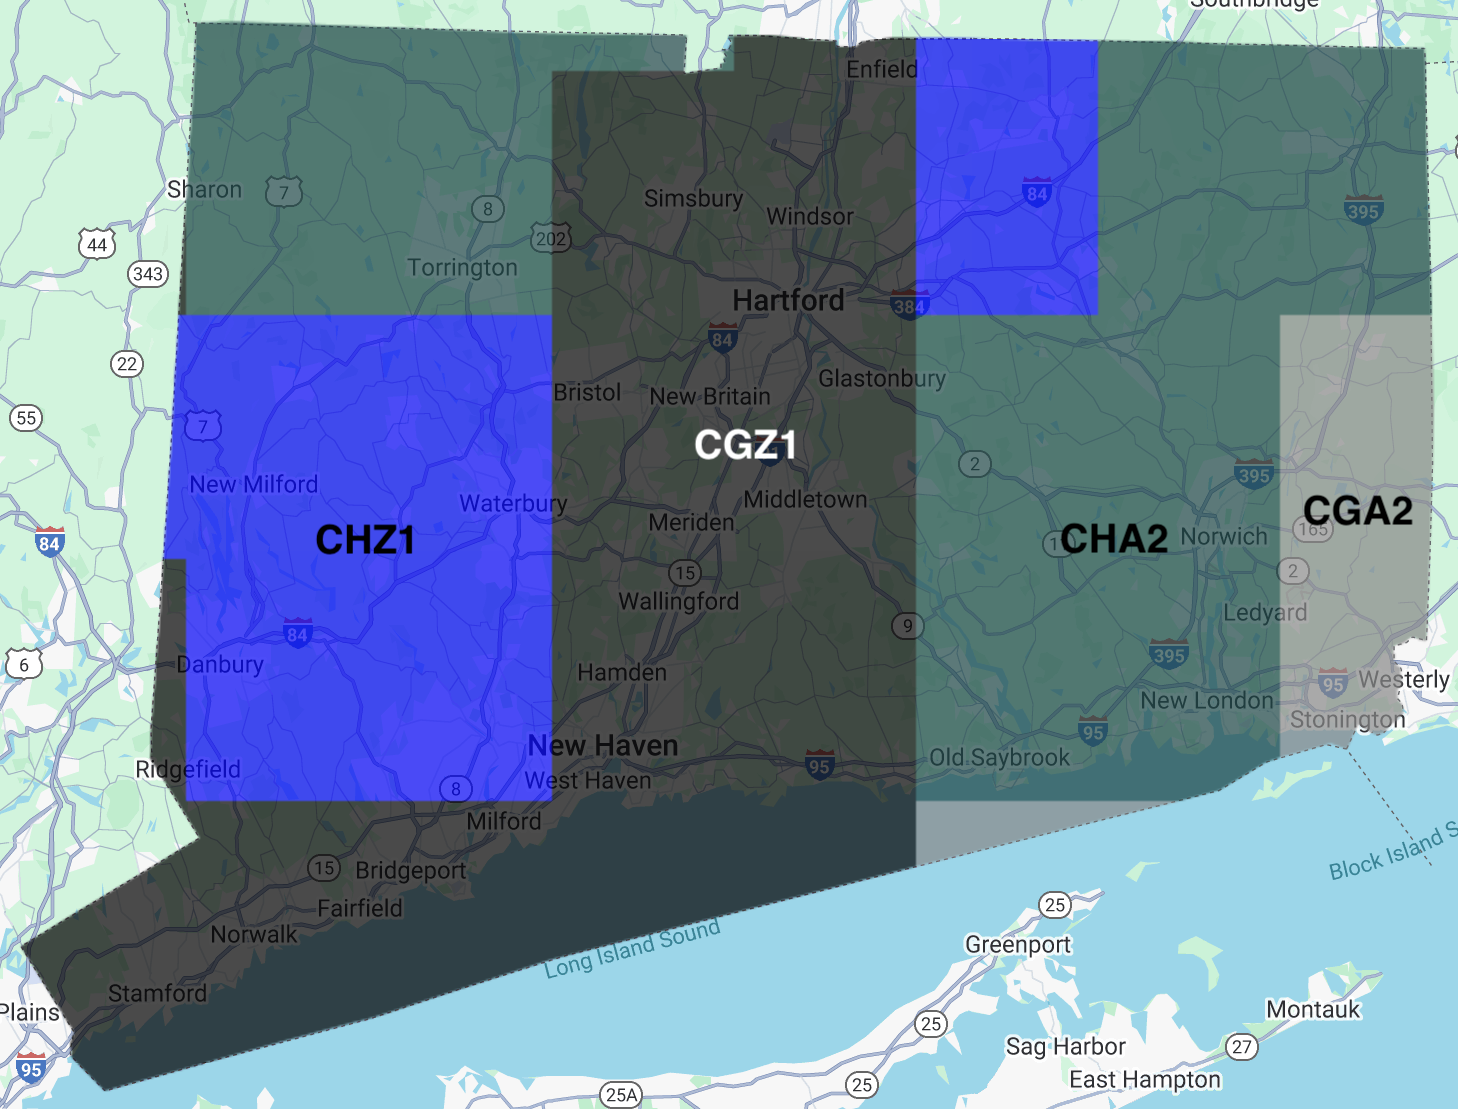 Southbridge
Enfield
Sharon
7
8
Simsbury
Windsor
84
395
44
202
343
Torrington
Hartford
384
84
22
Glastonbury
Bristol
New Britain
55
7
CGZ1
2
395
New Milford
Waterbury
Middletown
CGA2
Meriden
CHZ1
CHA2
Norwich
165
84
15
2
Wallingford
Ledyard
9
84
6
Danbury
395
Hamden
Westerly
95
New London
Stonington
New Haven
95
Ridgefield
95
Old Saybrook
West Haven
8
Milford
Block Island S
15
Bridgeport
Fairfield
25
Norwalk
Long Island Sound
Greenport
Stamford
Plains
Montauk
25
Sag Harbor
27
95
East Hampton
25
25A